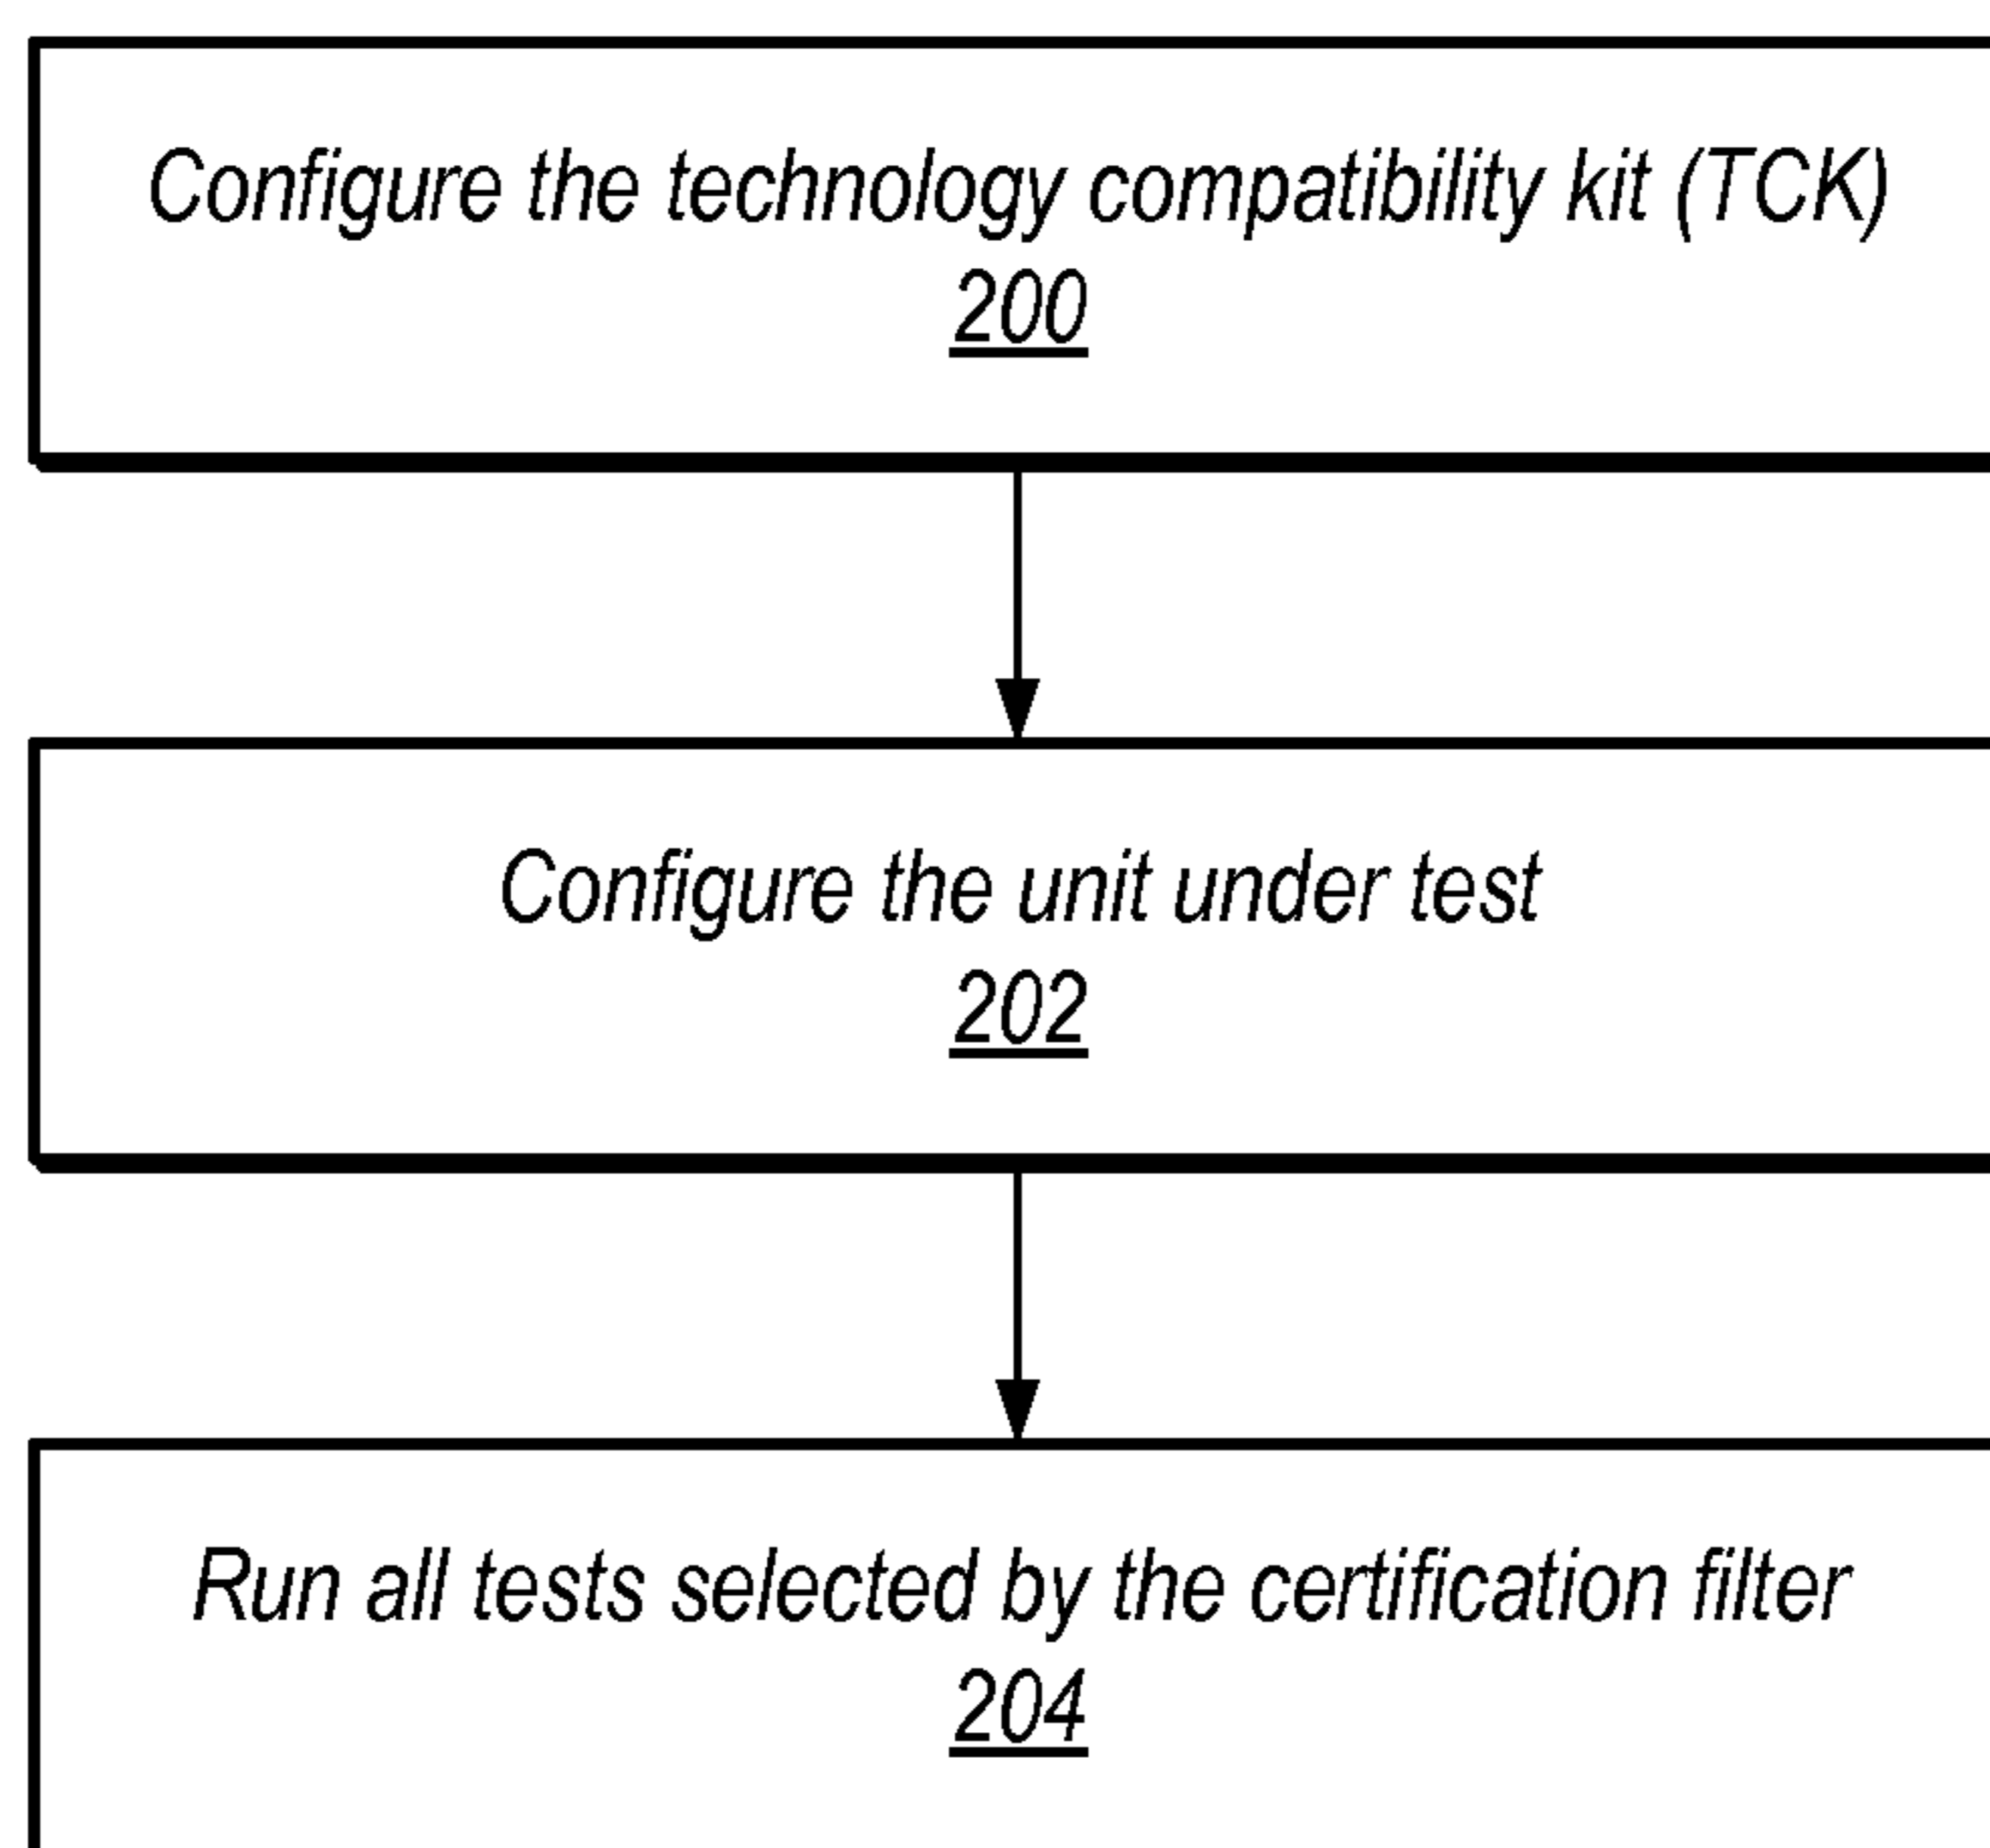 Configure the technology compatibility kit (TCK)
200
Configure the unit under test
202
Run all tests selected by the certification filter
204